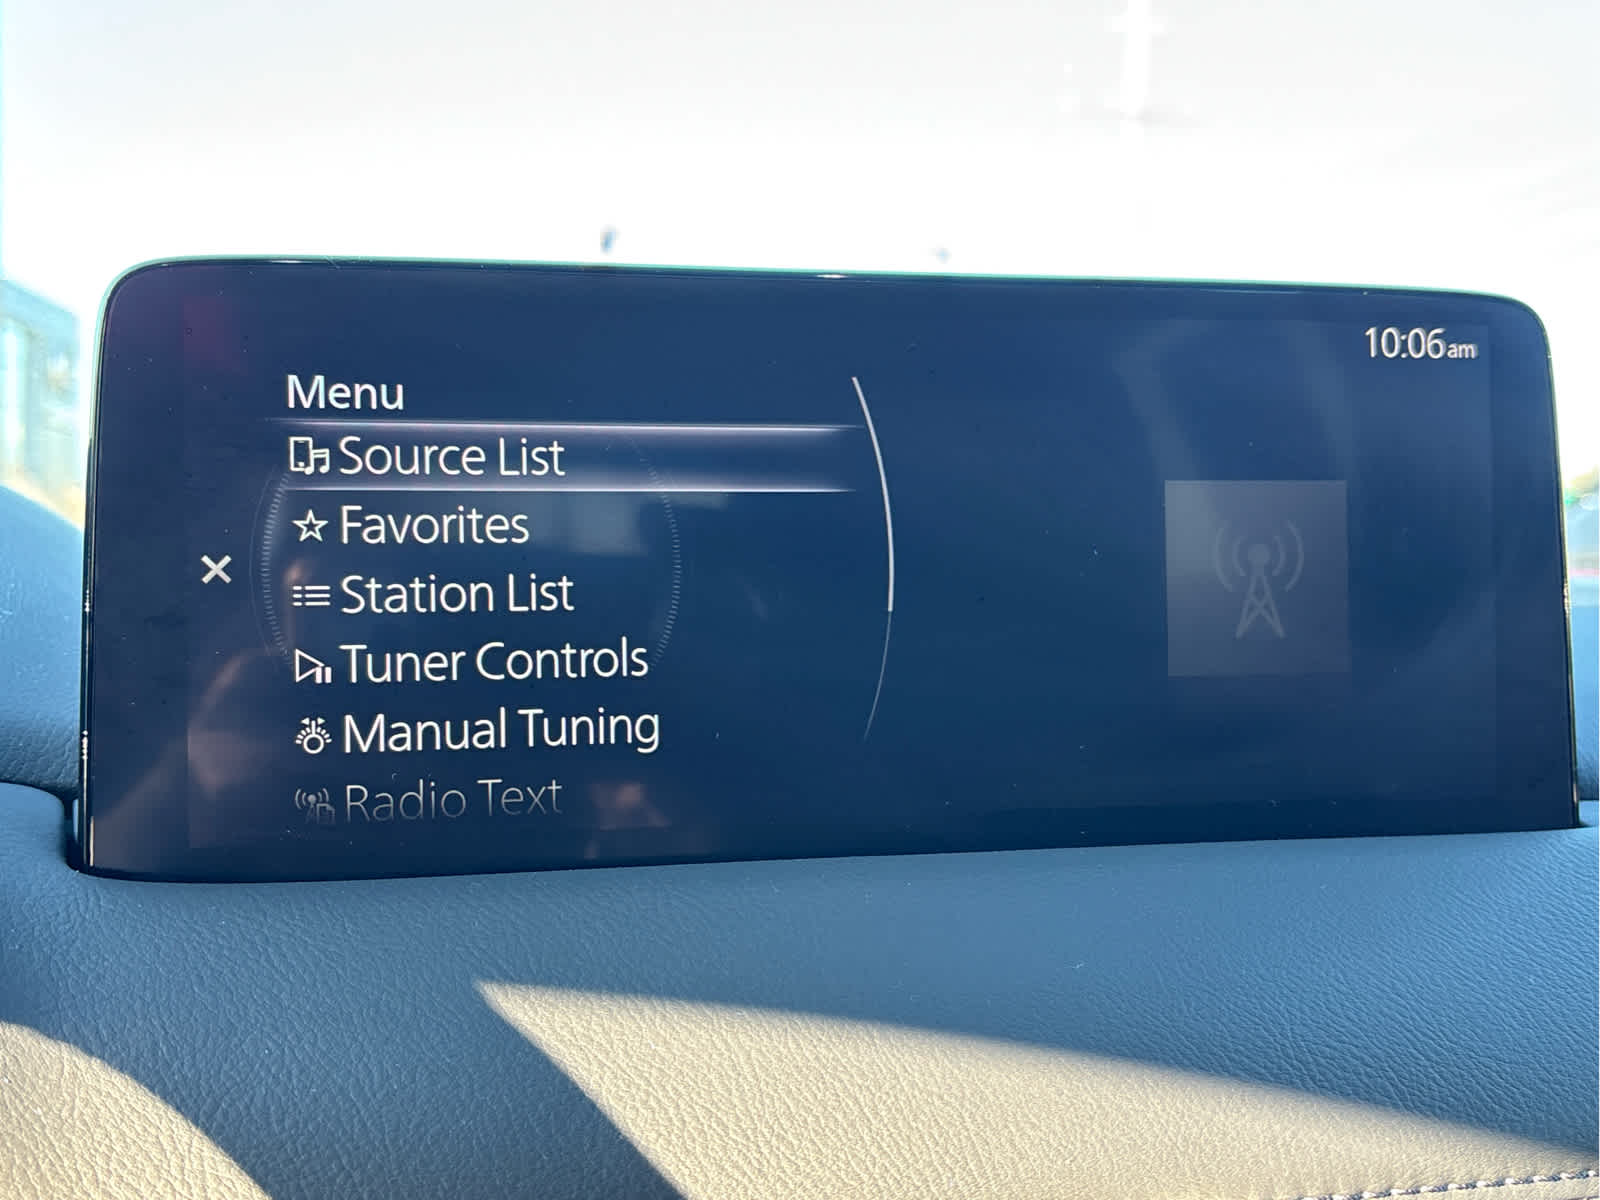 10:06am
Menu
Source List
Favorites
Station List
Tuner Controls
Manual Tuning
Radio Text